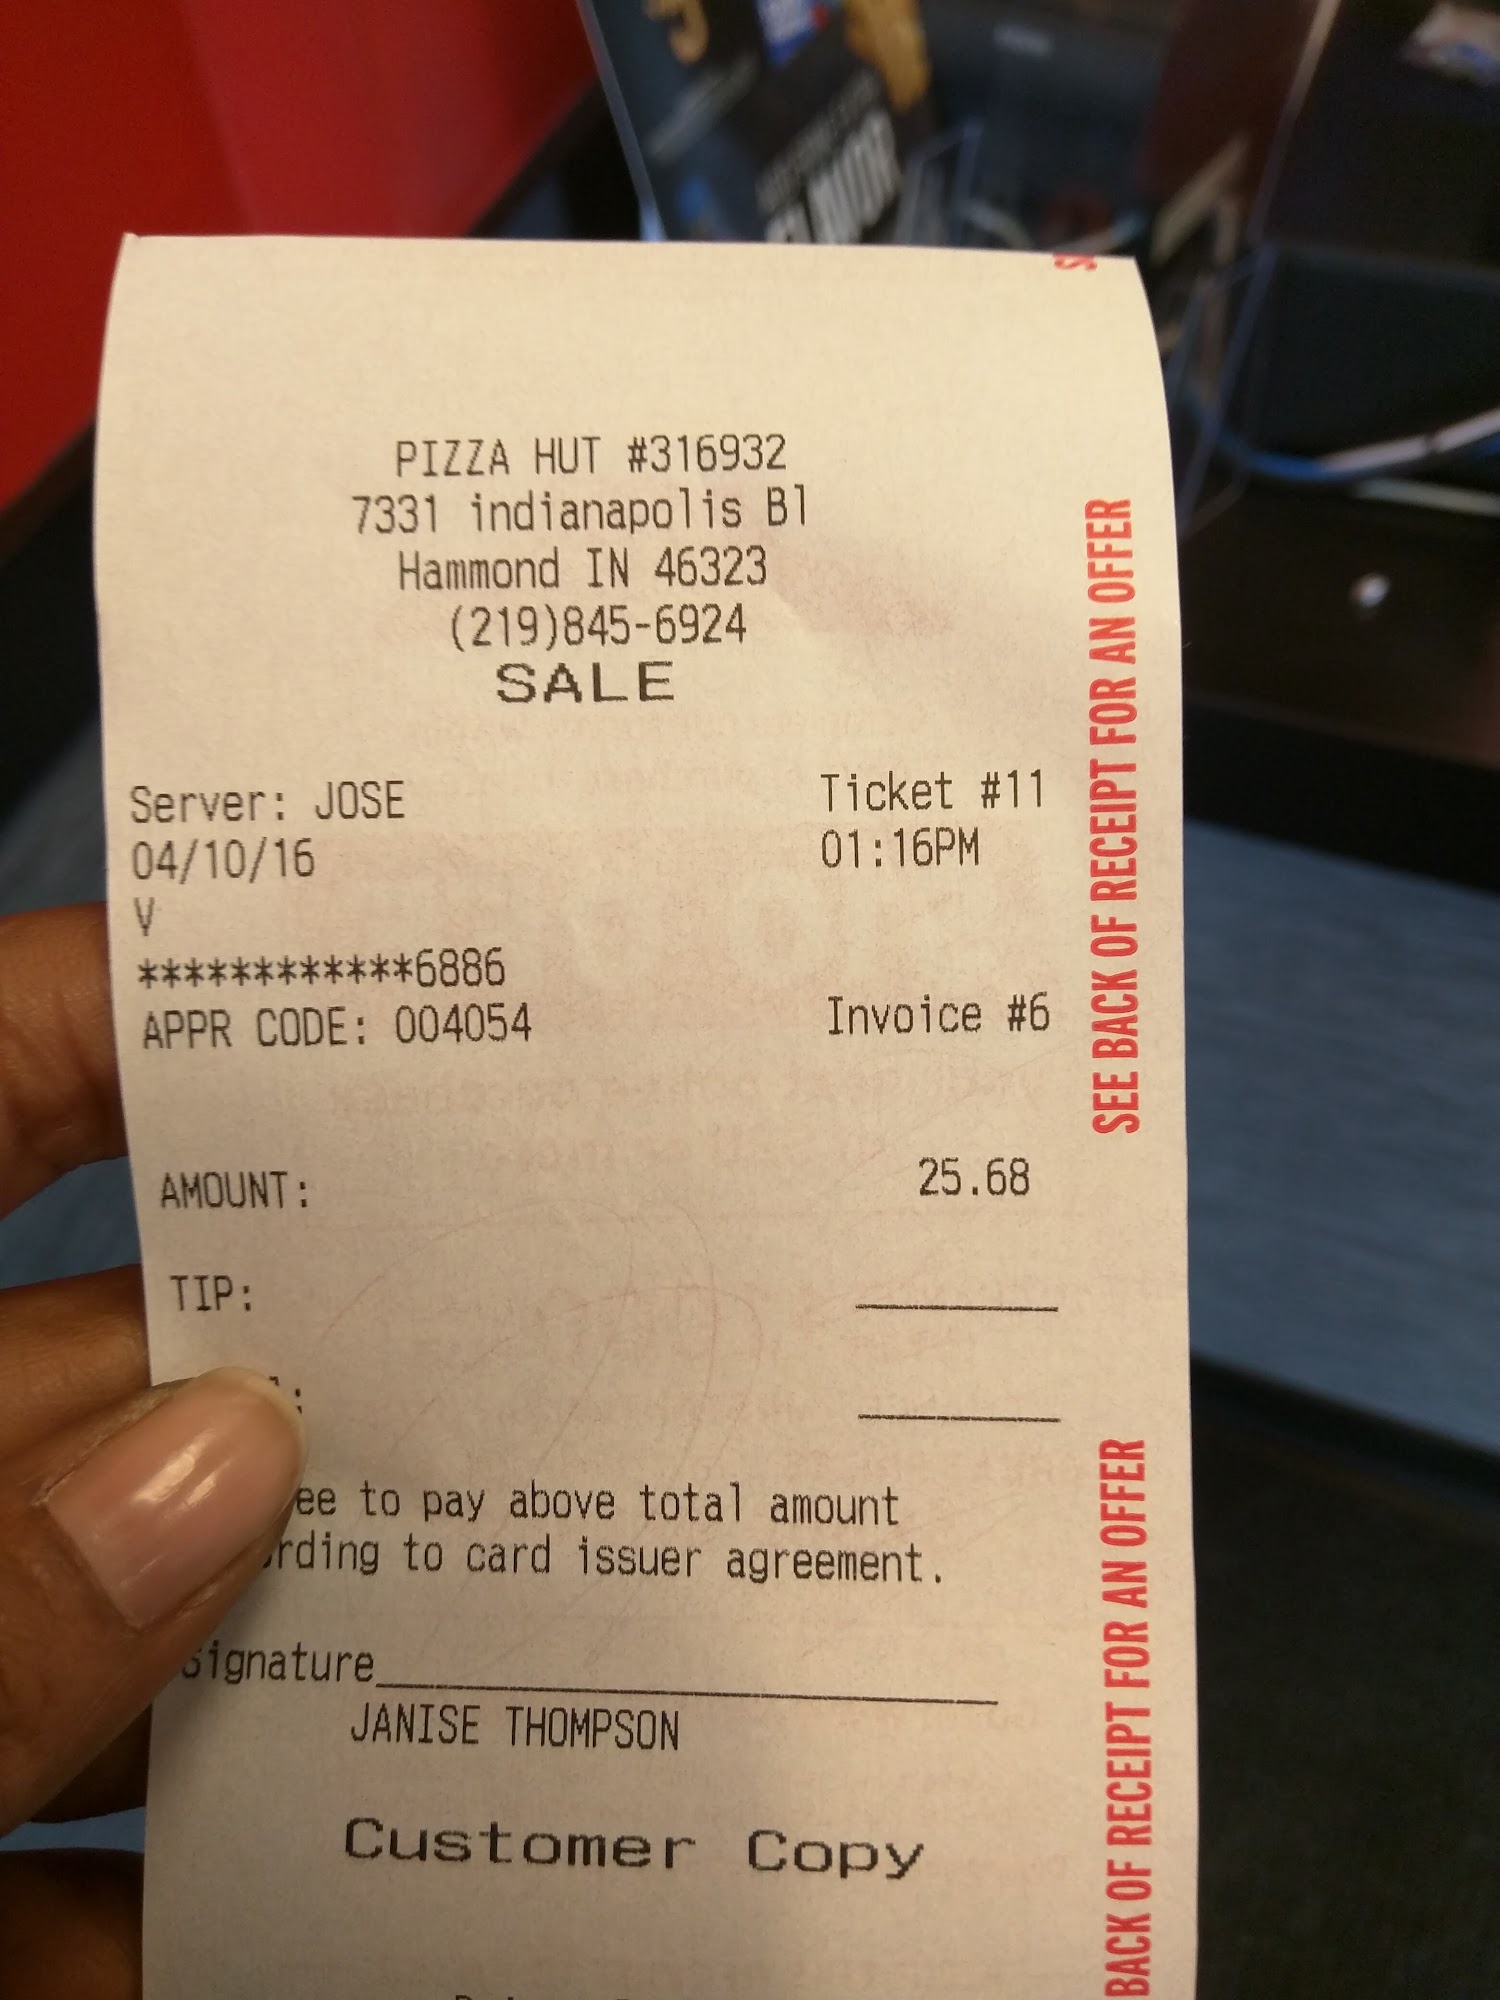 FLAVOR
PIZZA HUT #316932
7331 indianapolis Bl
Hammond IN 46323
(219)845-6924
SALE
Server: JOSE Ticket #11
04/10/16 01:16PM
V
************6886
APPR CODE: 004054 Invoice #6
AMOUNT: 25.68
TIP:
ee to pay above total amount
rding to card issuer agreement.
Signature
JANISE THOMPSON
Customer Copy
SEE BACK OF RECEIPT FOR AN OFFER
BACK OF RECEIPT FOR AN OFFER